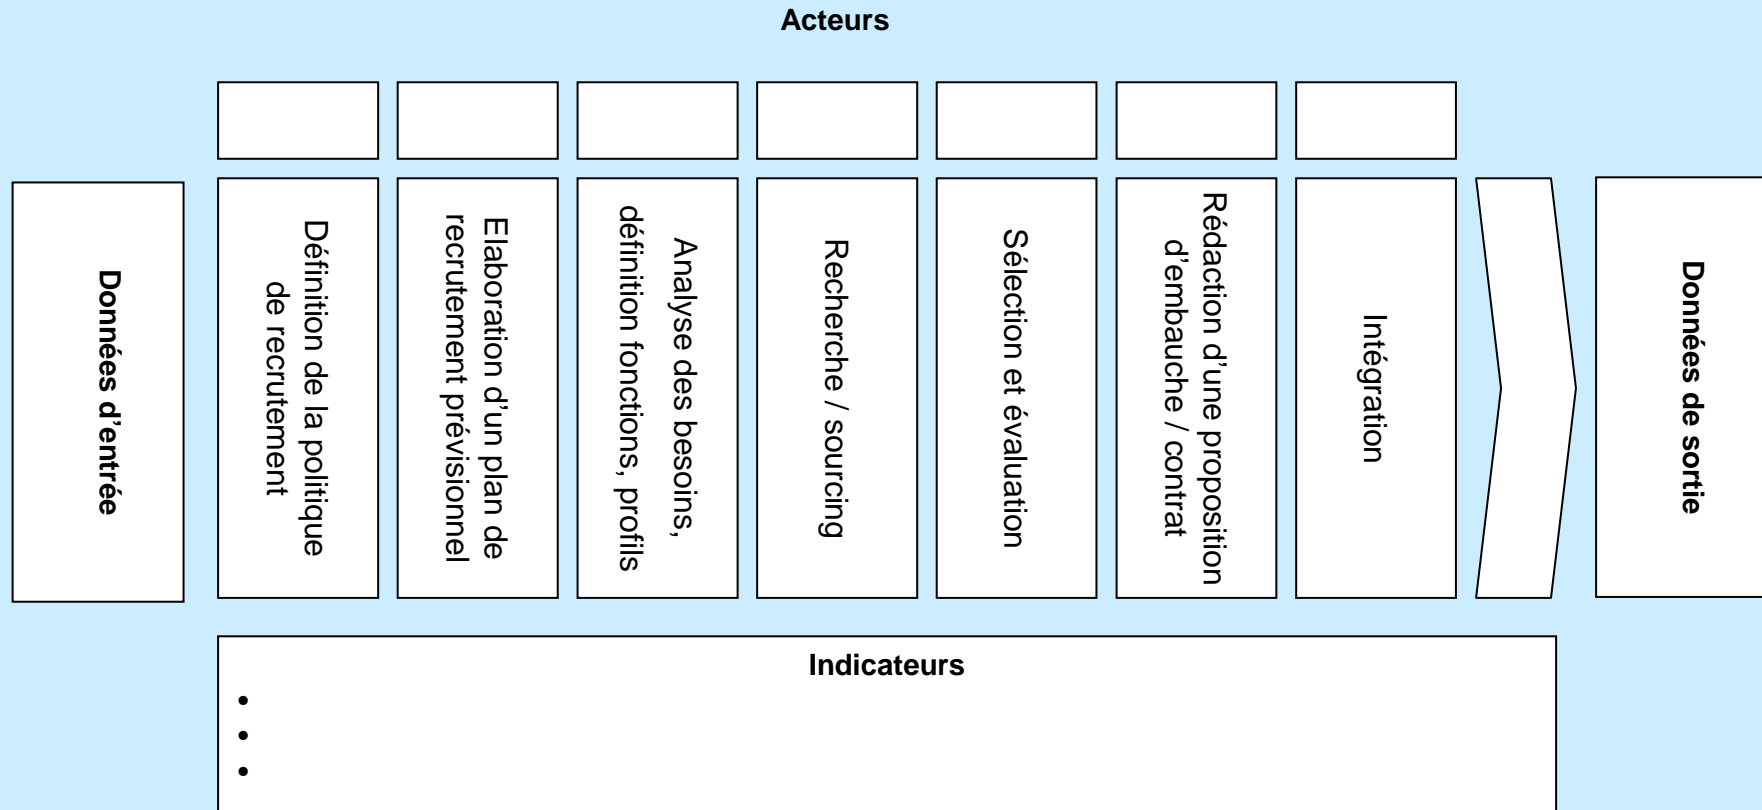 Acteurs
Données d’entrée
Définition de la politique
de recrutement
Elaboration d’un plan de
recrutement prévisionnel
Analyse des besoins,
définition fonctions, profils
Recherche / sourcing
Sélection et évaluation
Rédaction d’une proposition
d’embauche / contrat
Intégration
Données de sortie
Indicateurs
•
•
•